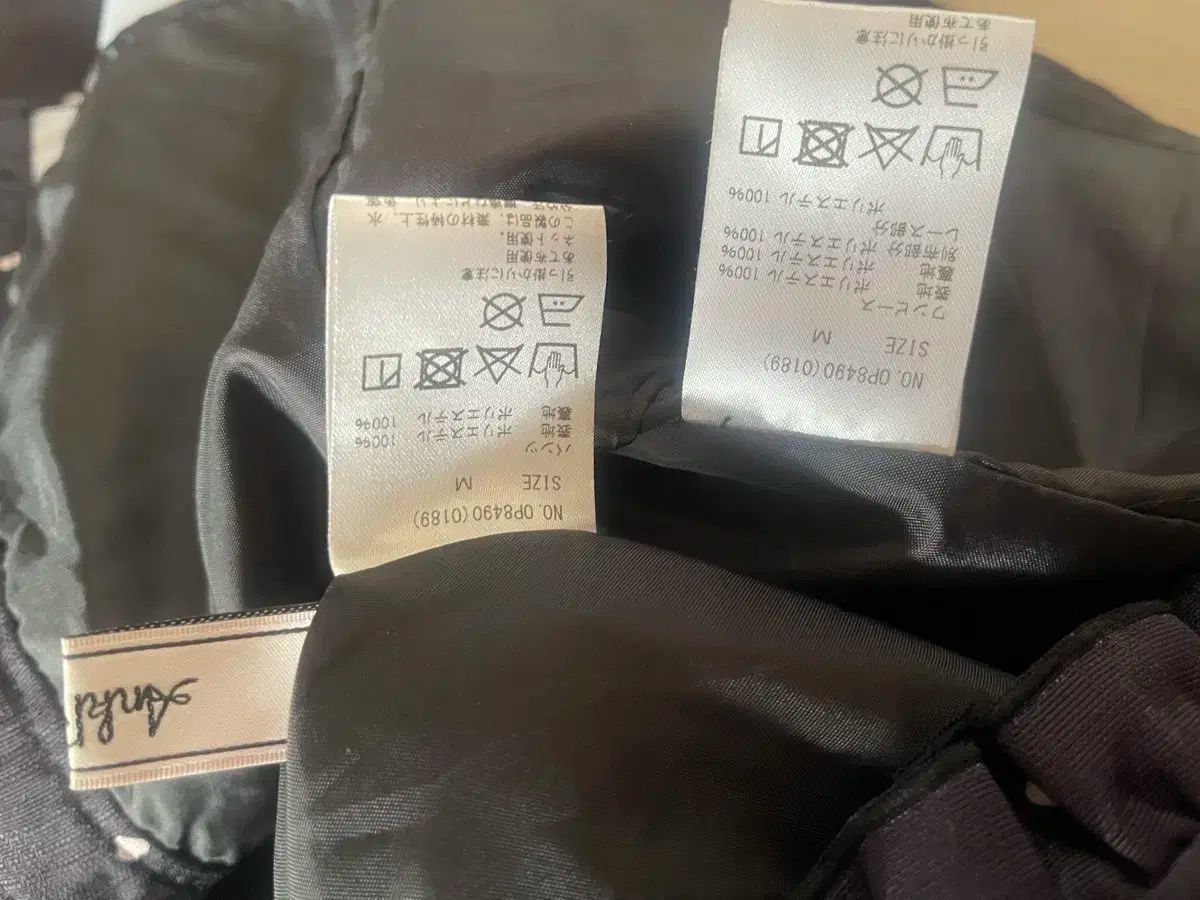 NO. OP8490(0189)
SIZE M
パンツ
表地 ポリエステル 100%
裏地 ポリエステル 100%
引っ掛かりに注意
あて布使用
ネット使用。
この製品は、素材の特性上、水
NO. OP8490(0189)
SIZE M
ワンピース
表地 ポリエステル 100%
裏地 ポリエステル 100%
別布部分 ポリエステル 100%
レース部分
ポリエステル 100%
引っ掛かりに注意
あて布使用
Ank